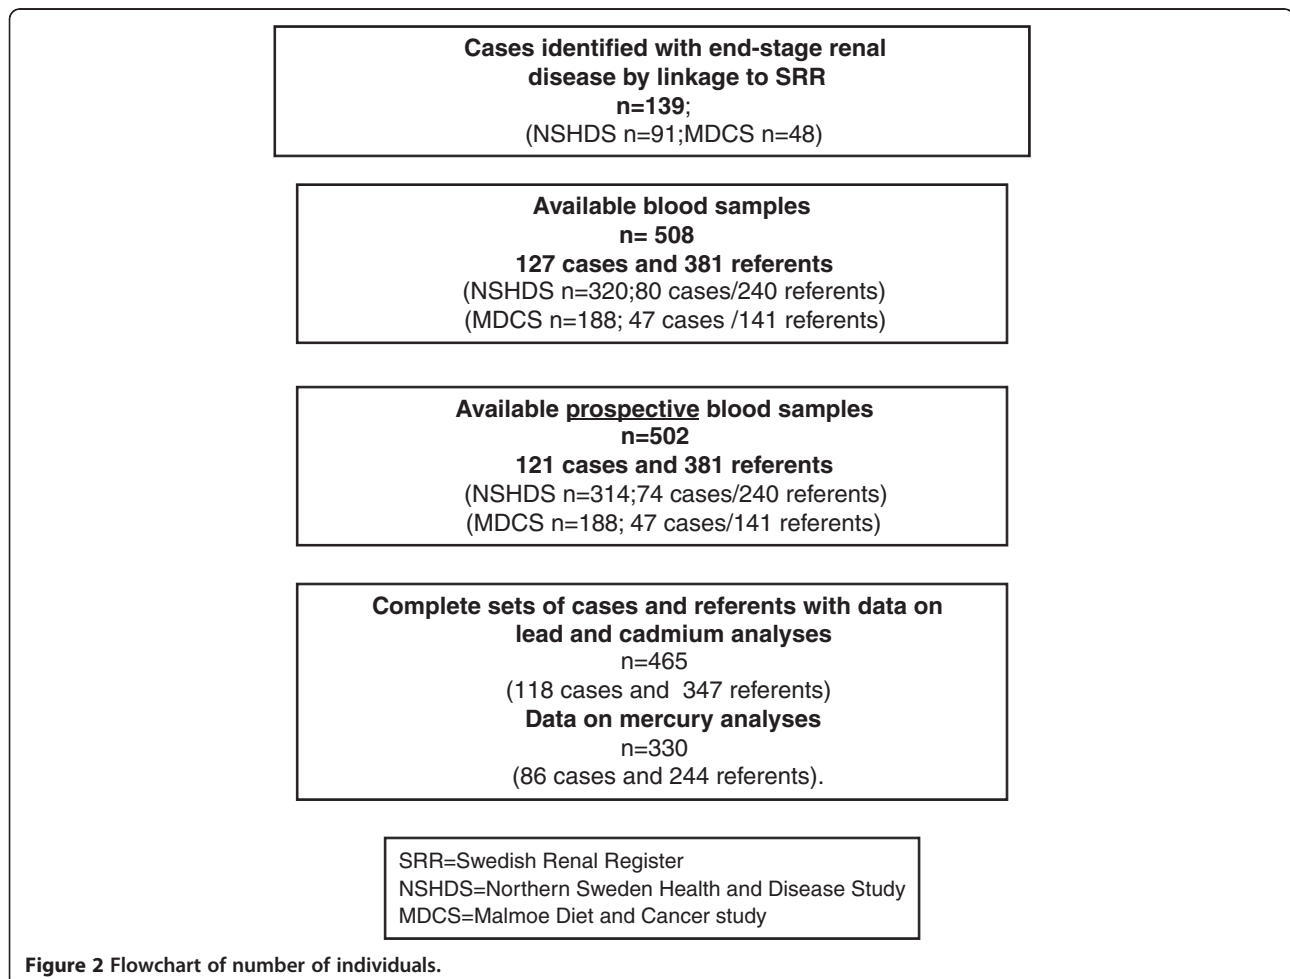 Cases identified with end-stage renal
disease by linkage to SRR
n=139;
(NSHDS n=91;MDCS n=48)
Available blood samples
n= 508
127 cases and 381 referents
(NSHDS n=320;80 cases/240 referents)
(MDCS n=188; 47 cases /141 referents)
Available prospective blood samples
n=502
121 cases and 381 referents
(NSHDS n=314;74 cases/240 referents)
(MDCS n=188; 47 cases/141 referents)
Complete sets of cases and referents with data on
lead and cadmium analyses
n=465
(118 cases and  347 referents)
Data on mercury analyses
n=330
(86 cases and 244 referents).
SRR=Swedish Renal Register
NSHDS=Northern Sweden Health and Disease Study
MDCS=Malmoe Diet and Cancer study
Figure 2 Flowchart of number of individuals.